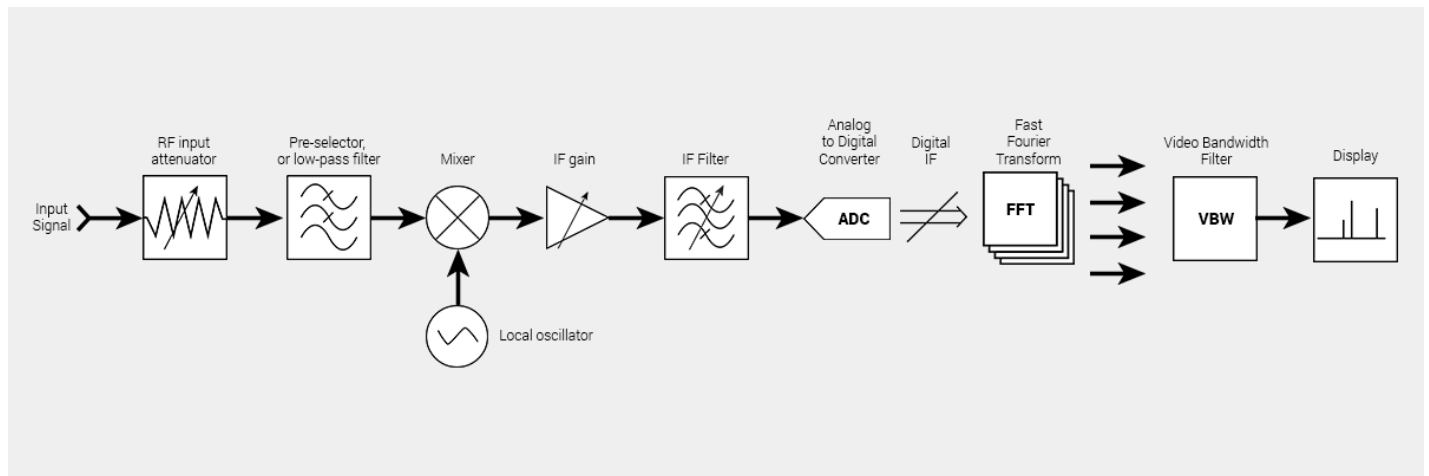 Input
Signal
RF input
attenuator
Pre-selector,
or low-pass filter
Mixer
Local oscillator
IF gain
IF Filter
Analog
to Digital
Converter
ADC
Digital
IF
Fast
Fourier
Transform
FFT
Video Bandwidth
Filter
VBW
Display